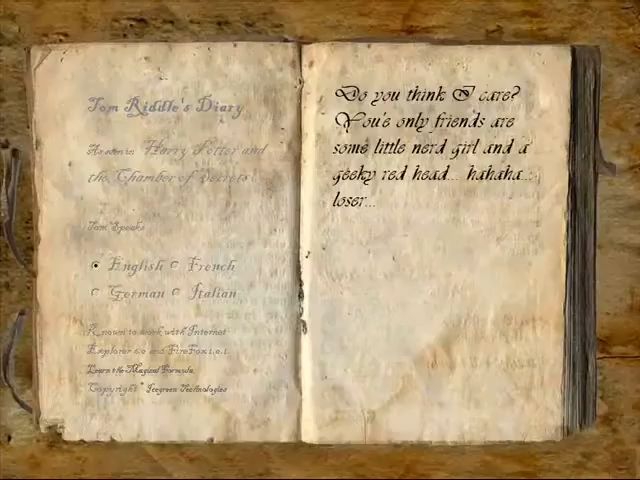 Tom Riddle's Diary
As seen in Harry Potter and
the Chamber of Secrets
Tom Speaks
English French
German Italian
Known to work with Internet
Explorer 6.0 and FireFox 1.0.1.
Learn the Magical Formula
Copyright Icegreen Technologies
Do you think I care?
You'e only friends are
some little nerd girl and a
geeky red head... hahaha...
loser...